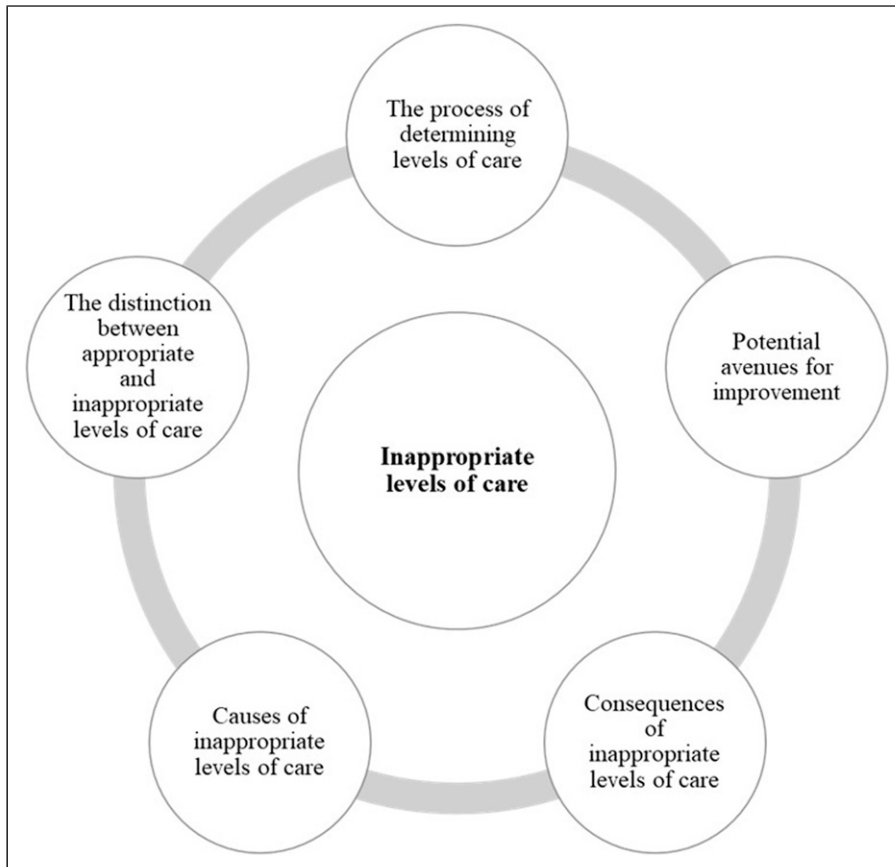 The process of
determining
levels of care
Potential
avenues for
improvement
Consequences
of
inappropriate
levels of care
Causes of
inappropriate
levels of care
The distinction
between
appropriate
and
inappropriate
levels of care
Inappropriate
levels of care